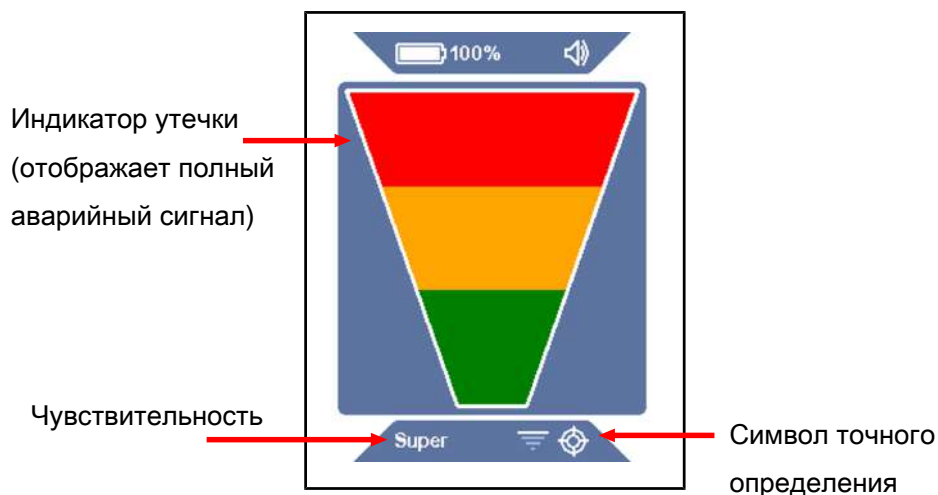 100%
Индикатор утечки
(отображает полный
аварийный сигнал)
Чувствительность
Super
Символ точного
определения